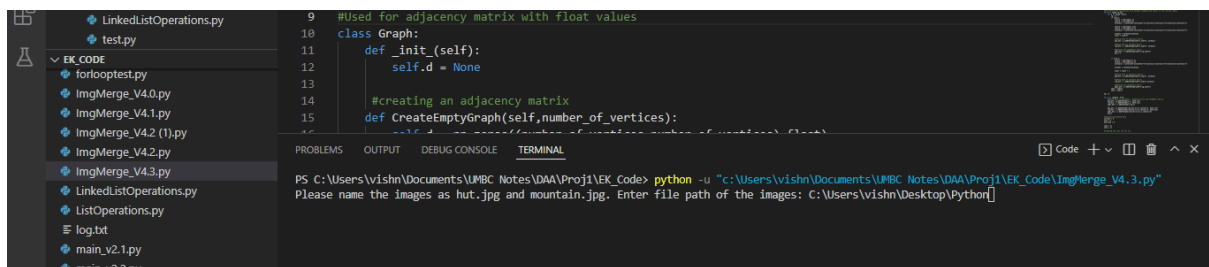 LinkedListOperations.py
test.py
EK_CODE
forlooptest.py
ImgMerge_V4.0.py
ImgMerge_V4.1.py
ImgMerge_V4.2 (1).py
ImgMerge_V4.2.py
ImgMerge_V4.3.py
LinkedListOperations.py
ListOperations.py
log.txt
main_v2.1.py
9 #Used for adjacency matrix with float values
10 class Graph:
11 def _init_(self):
12 self.d = None
13
14 #creating an adjacency matrix
15 def CreateEmptyGraph(self,number_of_vertices):
PROBLEMS OUTPUT DEBUG CONSOLE TERMINAL Code
PS C:\Users\vishn\Documents\UMBC Notes\DAA\Proj1\EK_Code> python -u "c:\Users\vishn\Documents\UMBC Notes\DAA\Proj1\EK_Code\ImgMerge_V4.3.py"
Please name the images as hut.jpg and mountain.jpg. Enter file path of the images: C:\Users\vishn\Desktop\Python